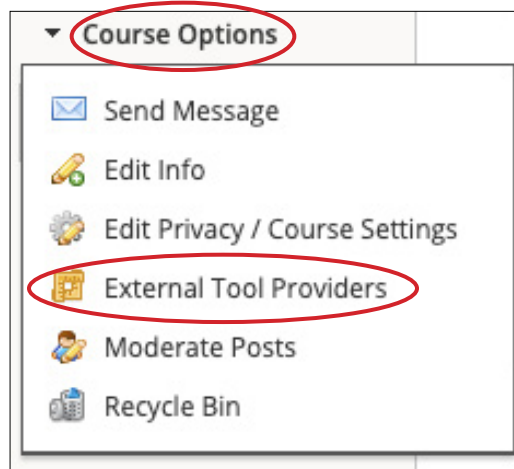 Course Options
Send Message
Edit Info
Edit Privacy / Course Settings
External Tool Providers
Moderate Posts
Recycle Bin